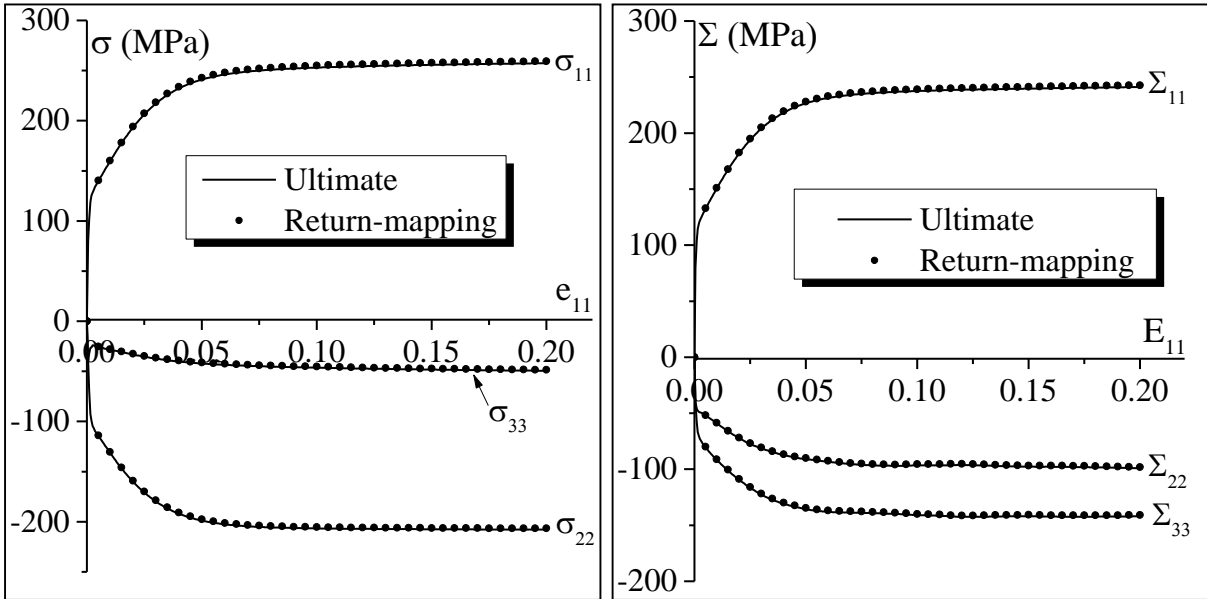 300
σ (MPa)
σ₁₁
200
Ultimate
Return-mapping
100
e₁₁
0
0.00 0.05 0.10 0.15 0.20
σ₃₃
-100
-200
σ₂₂
300
Σ (MPa)
Σ₁₁
200
Ultimate
Return-mapping
100
E₁₁
0
0.00 0.05 0.10 0.15 0.20
-100
Σ₂₂
Σ₃₃
-200